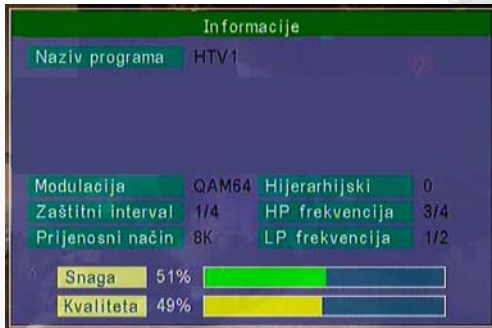 Informacije
Naziv programa HTV1
2
Modulacija QAM64 Hijerarhijski 0
Zaštitni interval 1/4 HP frekvencija 3/4
Prijenosni način 8K LP frekvencija 1/2
Snaga 51%
Kvaliteta 49%